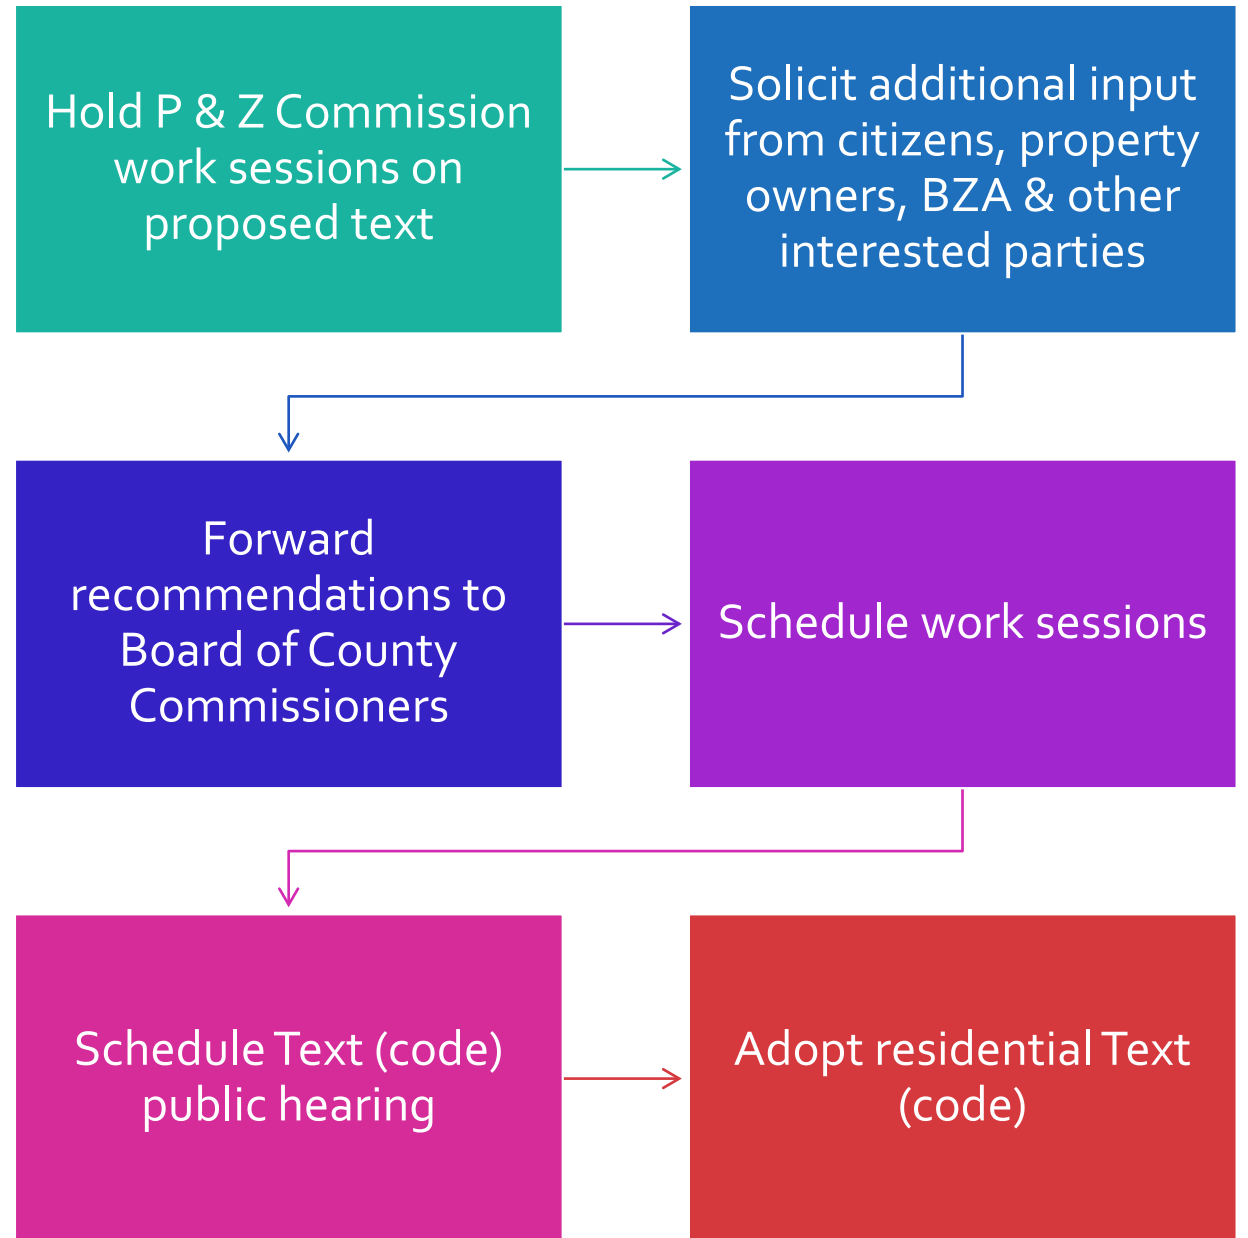 Hold P & Z Commission
work sessions on
proposed text
Solicit additional input
from citizens, property
owners, BZA & other
interested parties
Forward
recommendations to
Board of County
Commissioners
Schedule work sessions
Schedule Text (code)
public hearing
Adopt residential Text
(code)